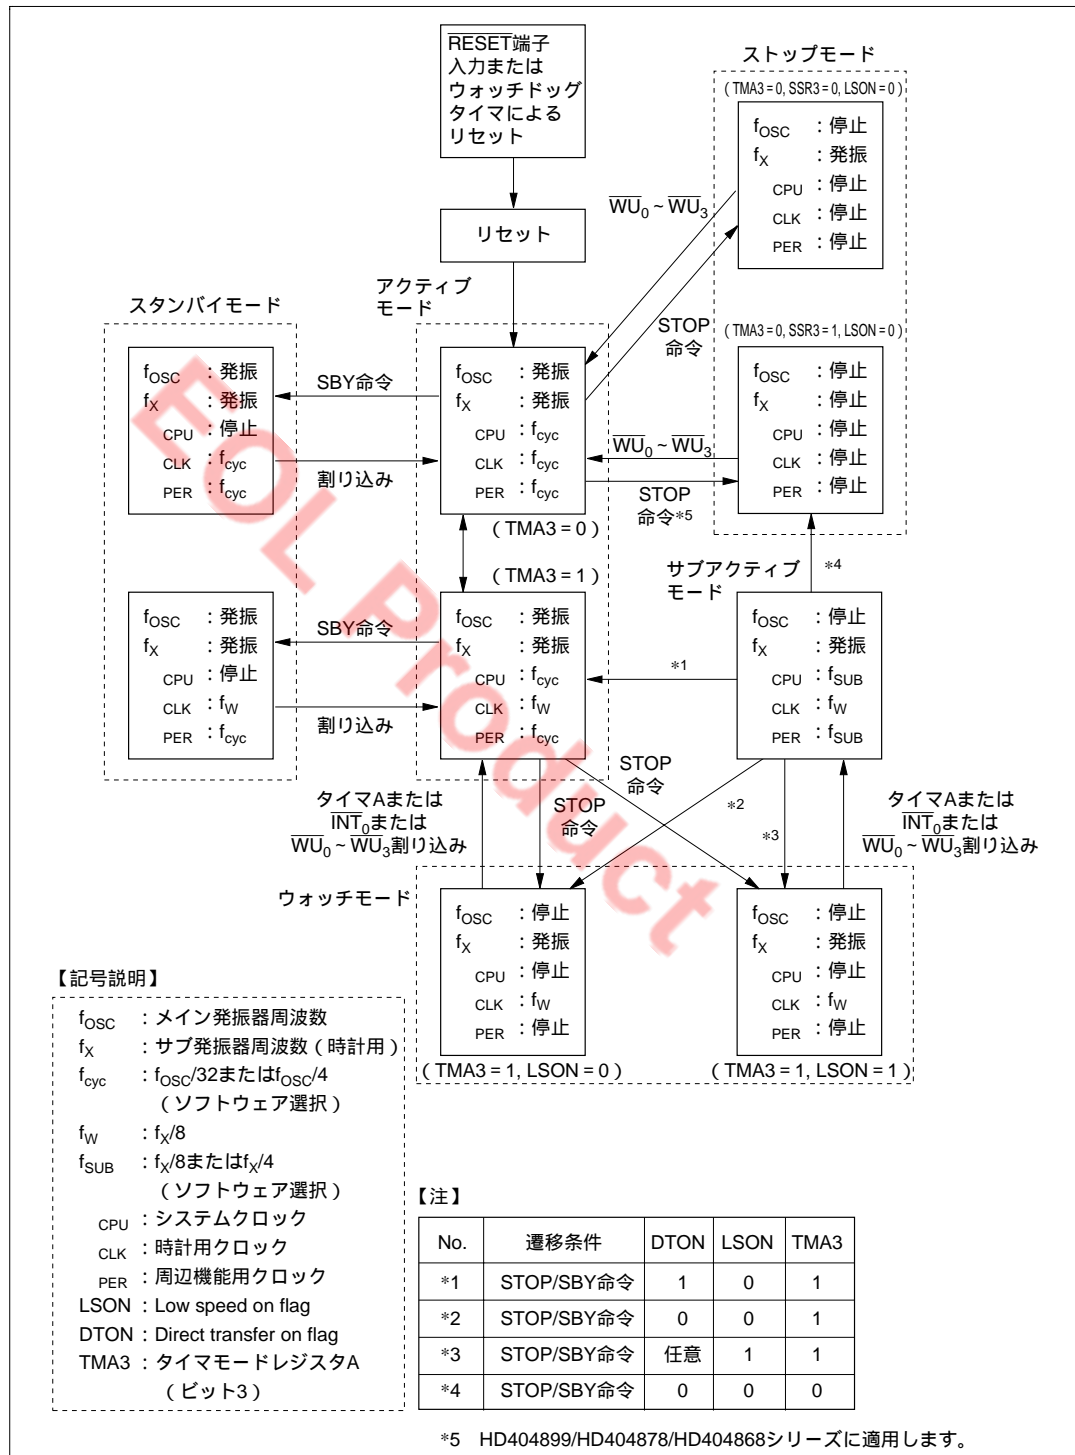 RESET端子
入力または
ウォッチドッグ
タイマによる
リセット
リセット
ストップモード
(TMA3=0, SSR3=0, LSON=0)
fOSC :停止
fX :発振
CPU :停止
CLK :停止
PER :停止
WU0~WU3
STOP
命令
(TMA3=0, SSR3=1, LSON=0)
fOSC :停止
fX :停止
CPU :停止
CLK :停止
PER :停止
WU0~WU3
STOP
命令*5
スタンバイモード
fOSC :発振
fX :発振
CPU :停止
CLK :fcyc
PER :fcyc
SBY命令
割り込み
アクティブ
モード
fOSC :発振
fX :発振
CPU :fcyc
CLK :fcyc
PER :fcyc
(TMA3=0)
(TMA3=1)
fOSC :発振
fX :発振
CPU :停止
CLK :fW
PER :fcyc
SBY命令
割り込み
fOSC :発振
fX :発振
CPU :fcyc
CLK :fW
PER :fcyc
*1
サブアクティブ
モード
*4
fOSC :停止
fX :発振
CPU :fSUB
CLK :fW
PER :fSUB
タイマAまたは
INT0または
WU0~WU3割り込み
STOP
命令
STOP
命令
*2
*3
タイマAまたは
INT0または
WU0~WU3割り込み
ウォッチモード
fOSC :停止
fX :発振
CPU :停止
CLK :fW
PER :停止
(TMA3=1, LSON=0)
fOSC :停止
fX :発振
CPU :停止
CLK :fW
PER :停止
(TMA3=1, LSON=1)
【記号説明】
fOSC :メイン発振器周波数
fX :サブ発振器周波数(時計用)
fcyc :fOSC/32またはfOSC/4
(ソフトウェア選択)
fW :fX/8
fSUB :fX/8またはfX/4
(ソフトウェア選択)
CPU :システムクロック
CLK :時計用クロック
PER :周辺機能用クロック
LSON :Low speed on flag
DTON :Direct transfer on flag
TMA3 :タイマモードレジスタA
(ビット3)
【注】
No. 遷移条件 DTON LSON TMA3
*1 STOP/SBY命令 1 0 1
*2 STOP/SBY命令 0 0 1
*3 STOP/SBY命令 任意 1 1
*4 STOP/SBY命令 0 0 0
*5 HD404899/HD404878/HD404868シリーズに適用します。
EOL Product